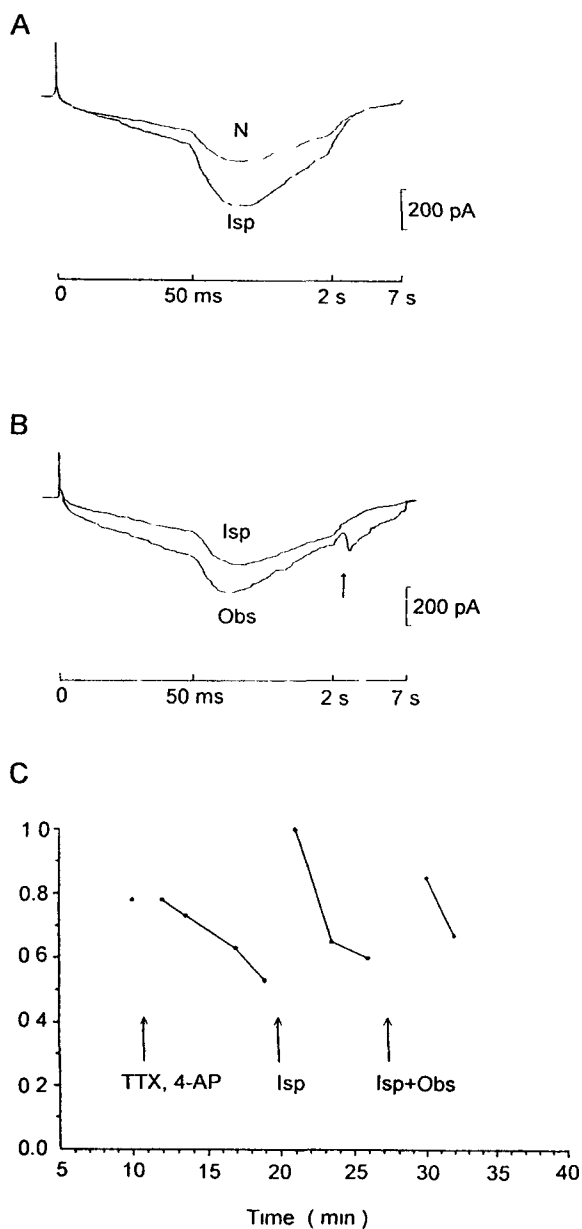 A
N
Isp
200 pA
0 50 ms 2 s 7 s
B
Isp
Obs
200 pA
0 50 ms 2 s 7 s
C
1 0
0 8
0 6
0 4
0 2
0.0
TTX, 4-AP Isp Isp+Obs
5 10 15 20 25 30 35 40
Time ( min )